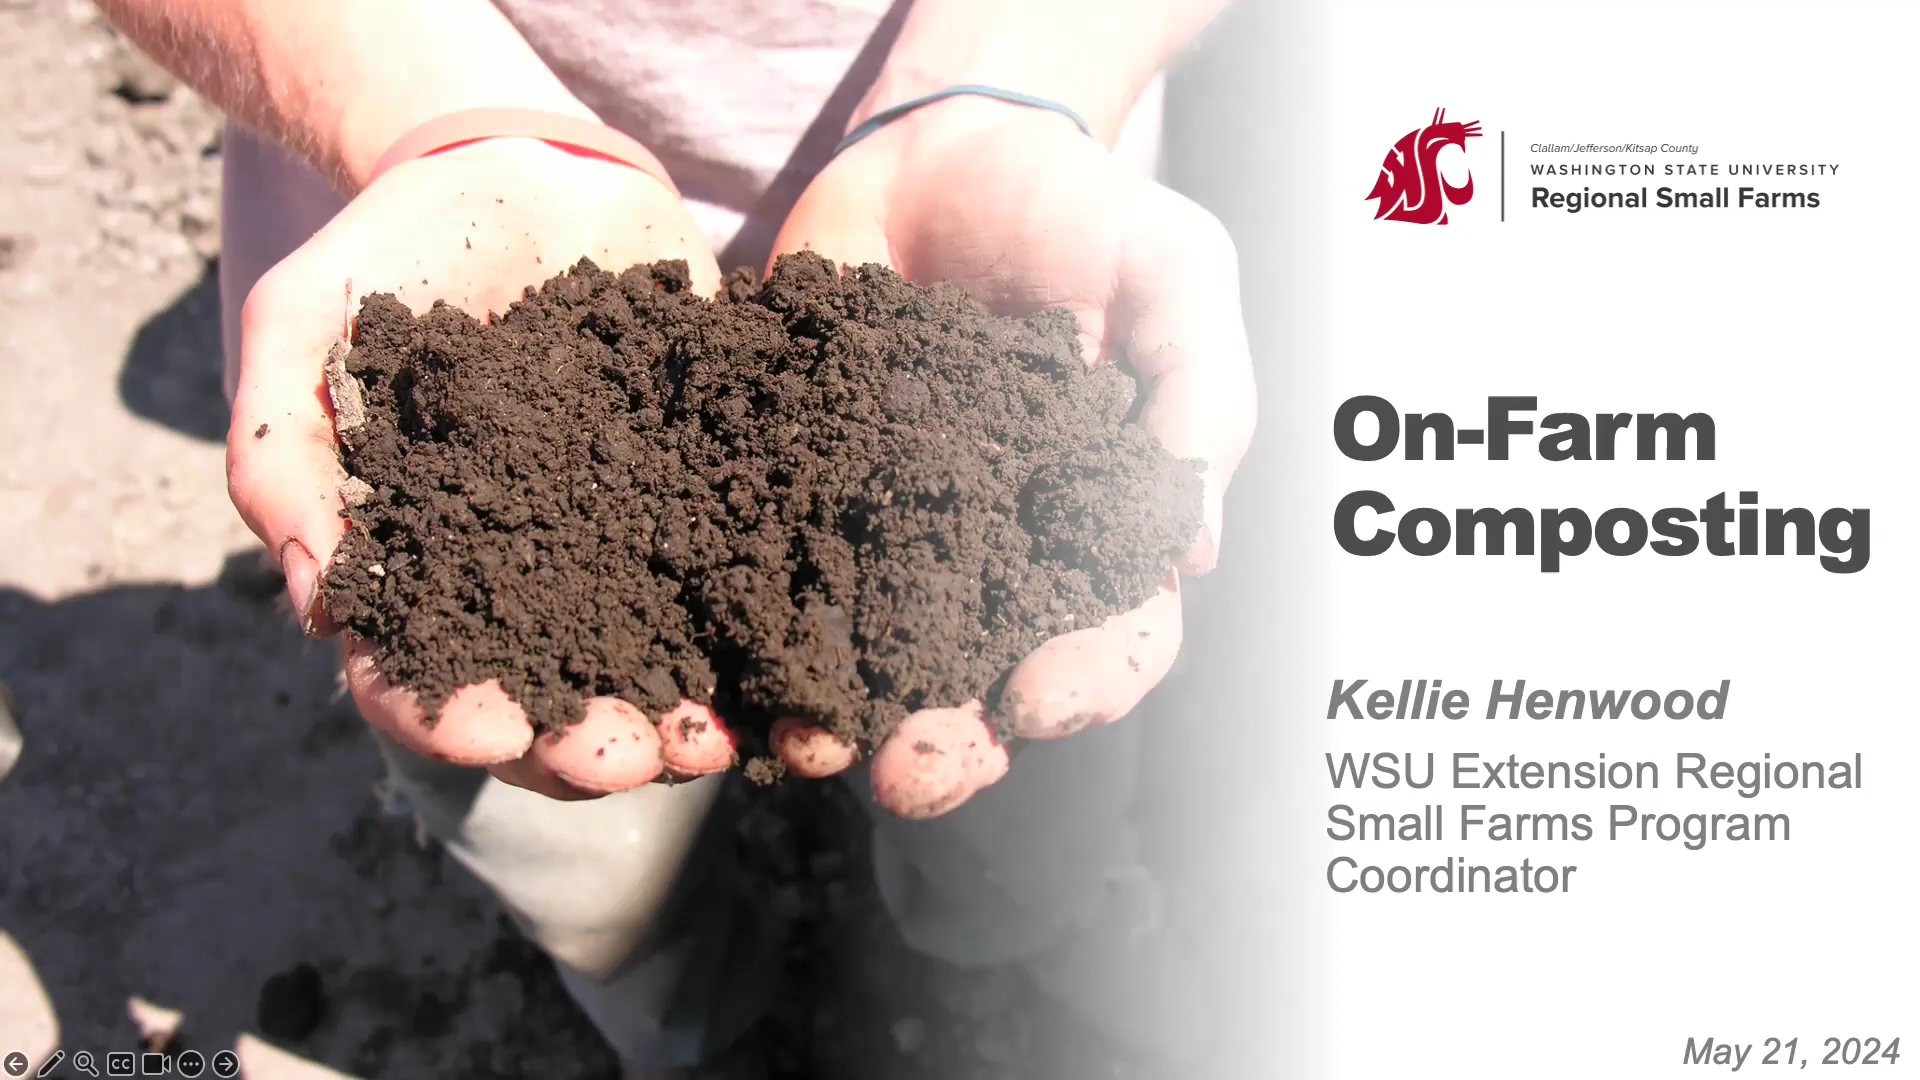 Clallam/Jefferson/Kitsap County
WASHINGTON STATE UNIVERSITY
Regional Small Farms
On-Farm
Composting
Kellie Henwood
WSU Extension Regional
Small Farms Program
Coordinator
May 21, 2024
CC